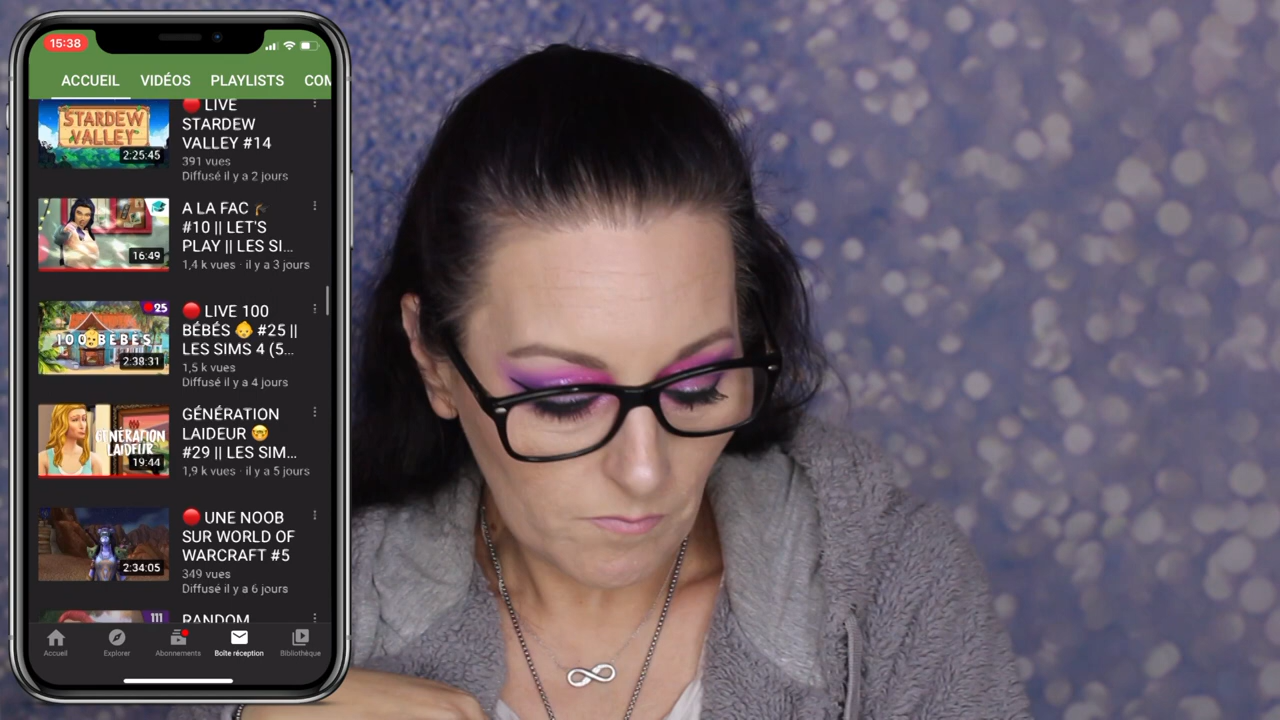 15:38
ACCUEIL VIDÉOS PLAYLISTS COM
STARDEW
VALLEY
2:25:45
🔴 LIVE
STARDEW
VALLEY #14
391 vues
Diffusé il y a 2 jours
16:49
A LA FAC 🎓
#10 || LET'S
PLAY || LES SI...
1,4 k vues · il y a 3 jours
25
100 BÉBÉS
2:38:31
🔴 LIVE 100
BÉBÉS 👶 #25 ||
LES SIMS 4 (5...
1,5 k vues
Diffusé il y a 4 jours
GÉNÉRATION
LAIDEUR
19:44
GÉNÉRATION
LAIDEUR 🤓
#29 || LES SIM...
1,9 k vues · il y a 5 jours
2:34:05
🔴 UNE NOOB
SUR WORLD OF
WARCRAFT #5
349 vues
Diffusé il y a 6 jours
111
RANDOM
Accueil Explorer Abonnements Boîte réception Bibliothèque